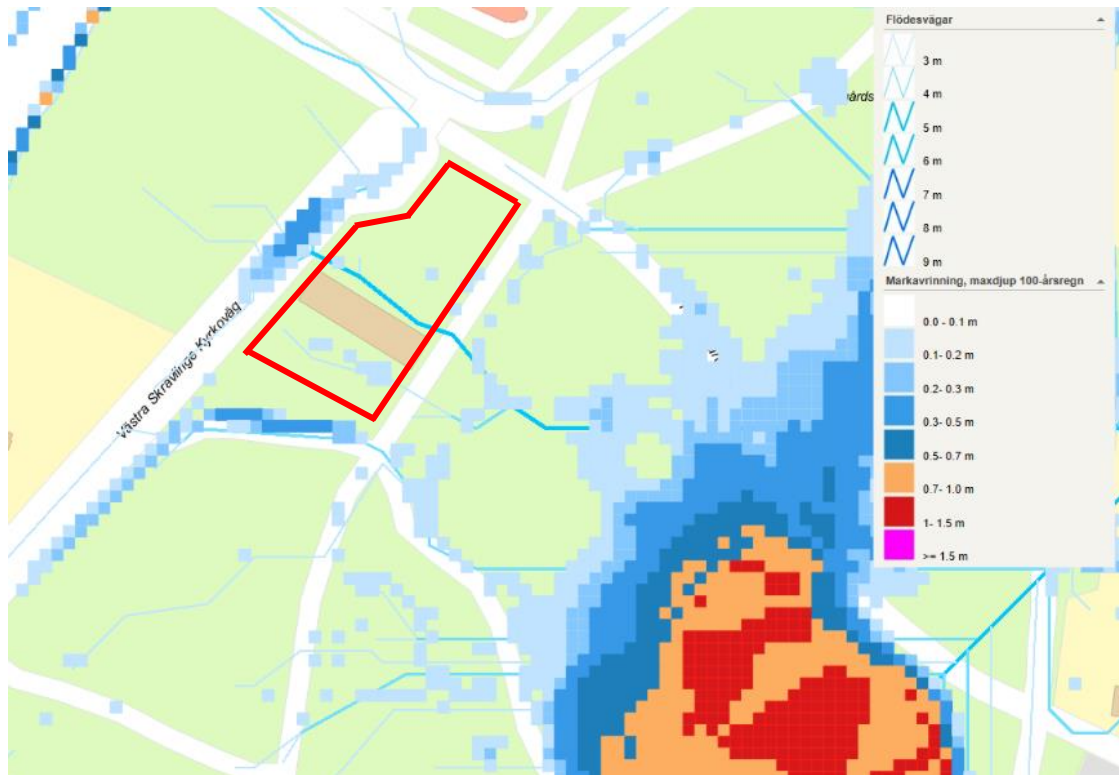 Flödesvägar
3 m
4 m
5 m
6 m
7 m
8 m
9 m
Markavrinning, maxdjup 100-årsregn
0.0 - 0.1 m
0.1- 0.2 m
0.2- 0.3 m
0.3- 0.5 m
0.5- 0.7 m
0.7- 1.0 m
1- 1.5 m
>= 1.5 m
årds
Västra Skrävlinge Kyrkoväg